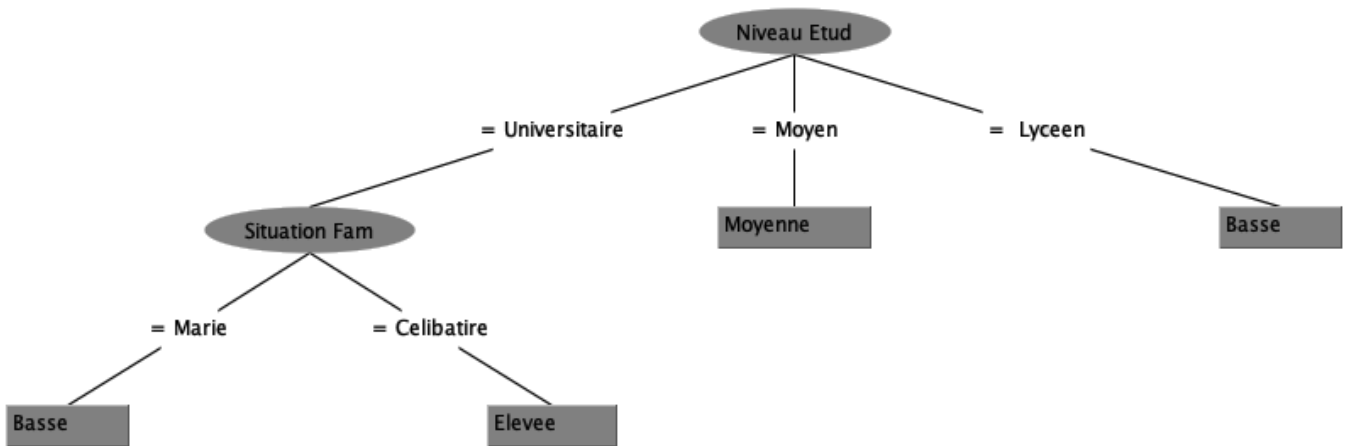 Niveau Etud
= Universitaire
= Moyen
= Lyceen
Situation Fam
Moyenne
Basse
= Marie
= Celibatire
Basse
Elevee